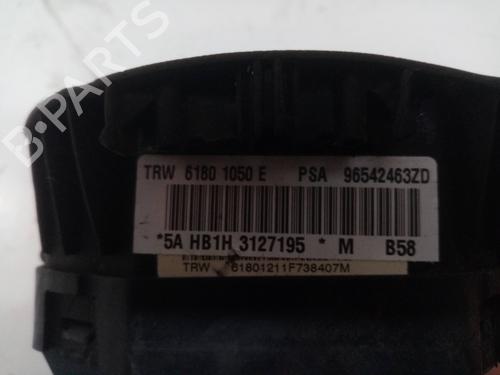 B-PARTS
TRW 6180 1050 E PSA 96542463ZD
*5A HB1H 3127195 * M B58
TRW 61801211F738407M